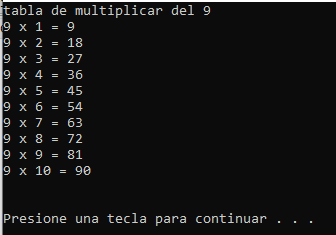 tabla de multiplicar del 9
9 x 1 = 9
9 x 2 = 18
9 x 3 = 27
9 x 4 = 36
9 x 5 = 45
9 x 6 = 54
9 x 7 = 63
9 x 8 = 72
9 x 9 = 81
9 x 10 = 90
Presione una tecla para continuar . . .